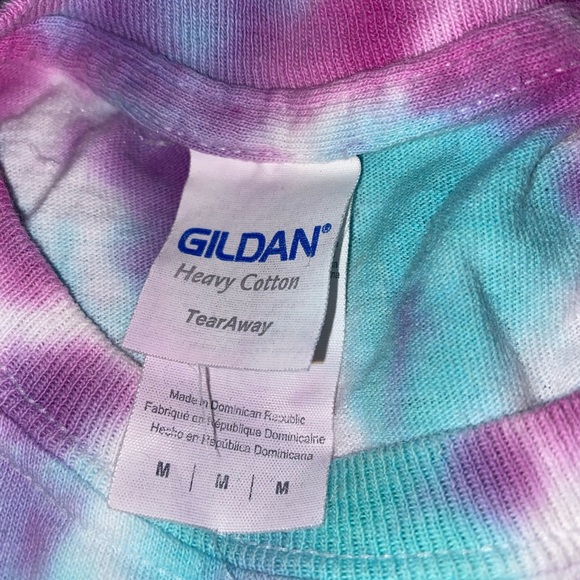 GILDAN®
Heavy Cotton
TearAway
Made in Dominican Republic
Fabriqué en République Dominicaine
Hecho en República Dominicana
M | M | M